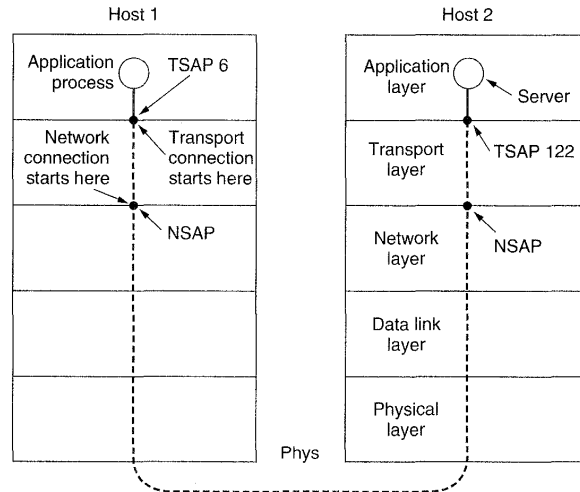 Host 1
Host 2
Application
process
TSAP 6
Application
layer
Server
Network
connection
starts here
Transport
connection
starts here
Transport
layer
TSAP 122
NSAP
Network
layer
NSAP
Data link
layer
Physical
layer
Phys